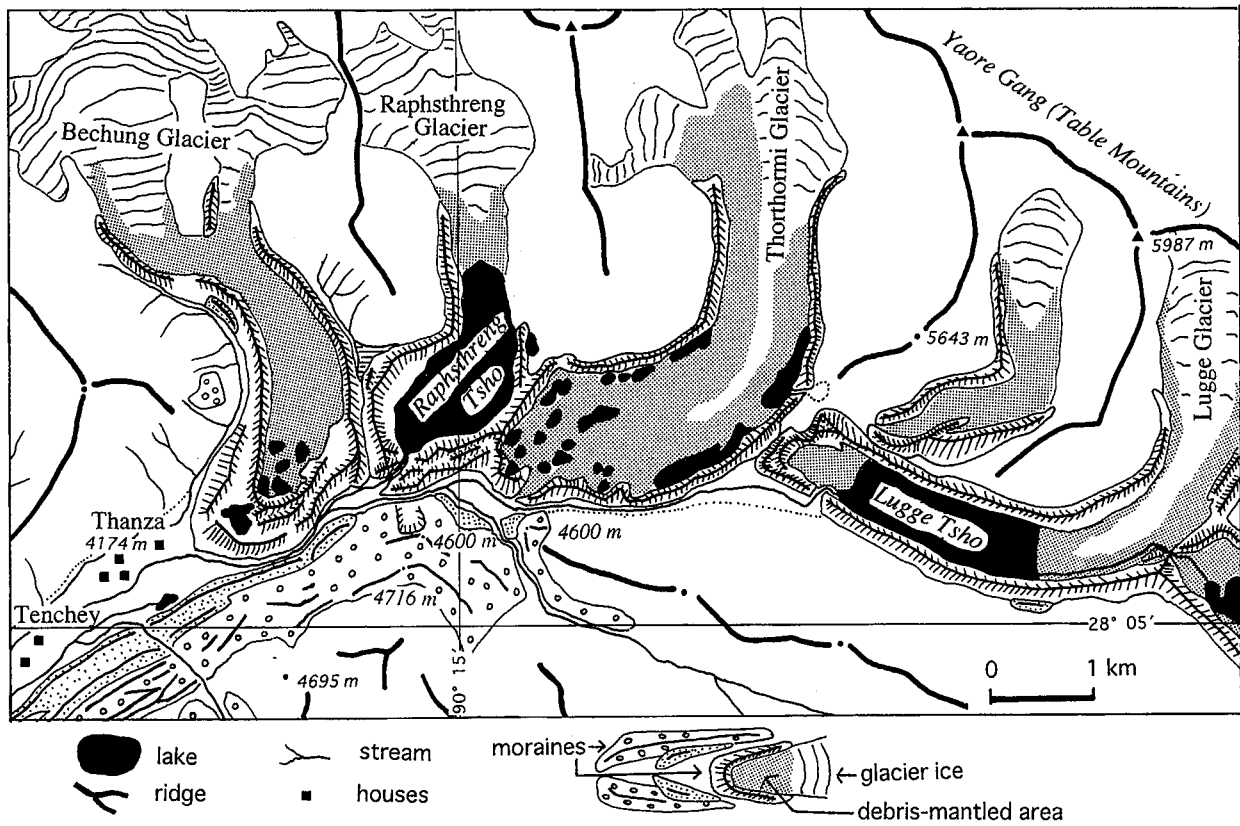 Yaore Gang (Table Mountains)
Raphsthreng
Glacier
Bechung Glacier
Thorthormi Glacier
5987 m
Lugge Glacier
5643 m
Raphsthreng
Tsho
Lugge Tsho
Thanza
4174 m
4600 m
4600 m
4716 m
Tenchey
28° 05′
90° 15′
4695 m
0 1 km
lake
stream
ridge
houses
moraines
glacier ice
debris-mantled area